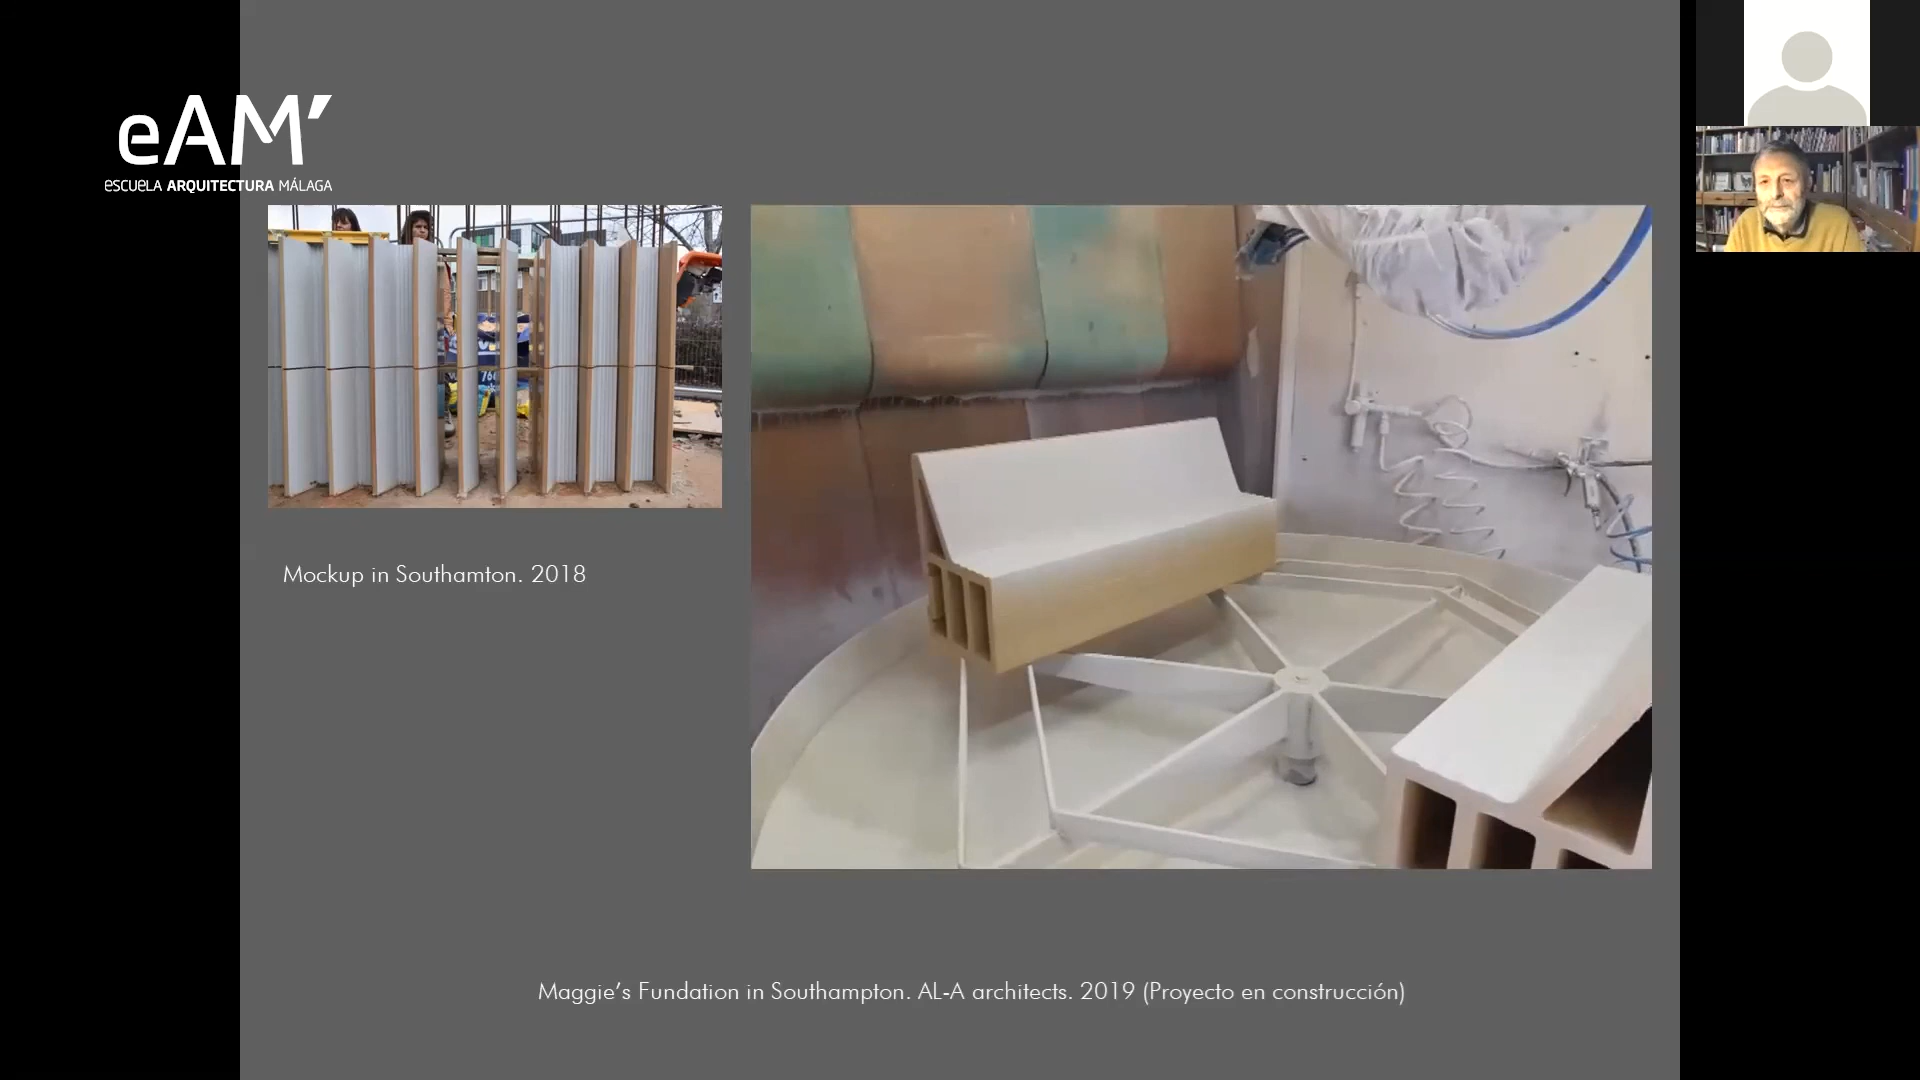 eAM'
escuela ARQUITECTURA MÁLAGA
Mockup in Southamton. 2018
Maggie's Fundation in Southampton. AL-A architects. 2019 (Proyecto en construcción)